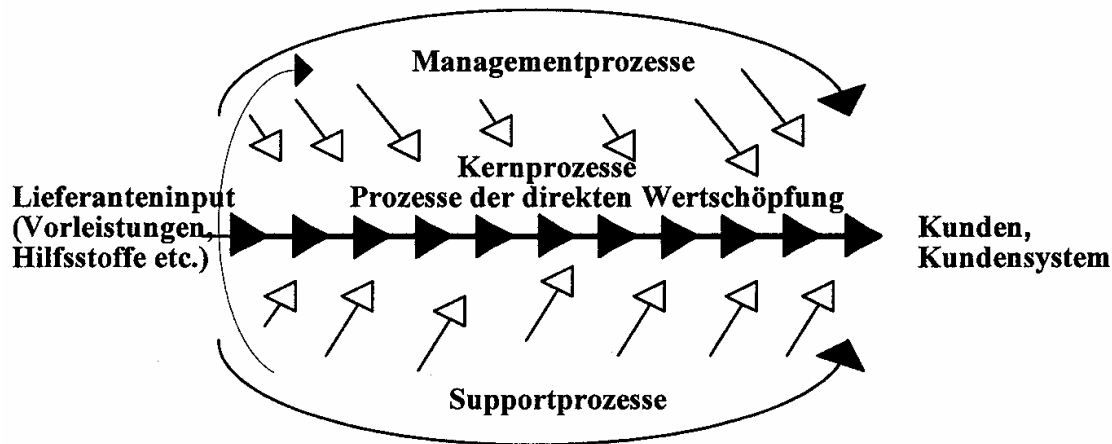 Managementprozesse
Kernprozesse
Prozesse der direkten Wertschöpfung
Lieferanteninput
(Vorleistungen,
Hilfsstoffe etc.)
Kunden,
Kundensystem
Supportprozesse